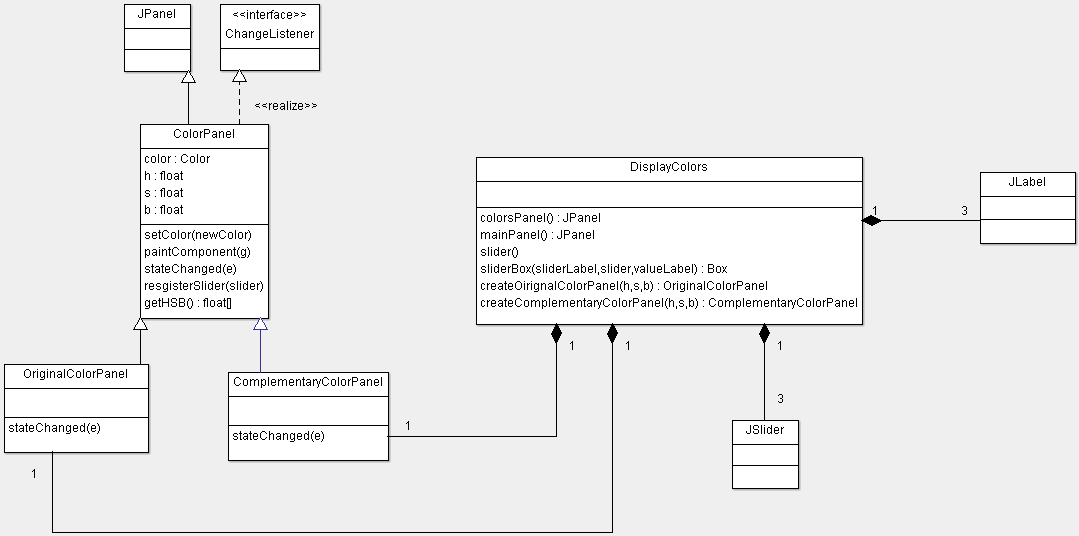 JPanel
<<interface>>
ChangeListener
<<realize>>
ColorPanel
color : Color
h : float
s : float
b : float
setColor(newColor)
paintComponent(g)
stateChanged(e)
resgisterSlider(slider)
getHSB() : float[]
DisplayColors
colorsPanel() : JPanel
mainPanel() : JPanel
slider()
sliderBox(sliderLabel,slider,valueLabel) : Box
createOirignalColorPanel(h,s,b) : OriginalColorPanel
createComplementaryColorPanel(h,s,b) : ComplementaryColorPanel
1
3
JLabel
1
1
1
3
JSlider
OriginalColorPanel
stateChanged(e)
1
ComplementaryColorPanel
stateChanged(e)
1